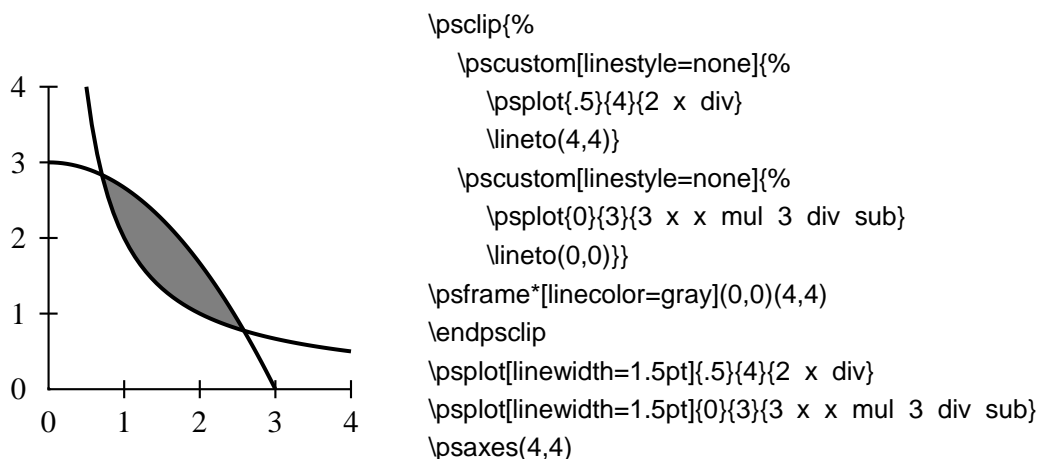 4
3
2
1
0
0 1 2 3 4
\psclip{%
\pscustom[linestyle=none]{%
\psplot{.5}{4}{2 x div}
\lineto(4,4)}
\pscustom[linestyle=none]{%
\psplot{0}{3}{3 x x mul 3 div sub}
\lineto(0,0)}}
\psframe*[linecolor=gray](0,0)(4,4)
\endpsclip
\psplot[linewidth=1.5pt]{.5}{4}{2 x div}
\psplot[linewidth=1.5pt]{0}{3}{3 x x mul 3 div sub}
\psaxes(4,4)